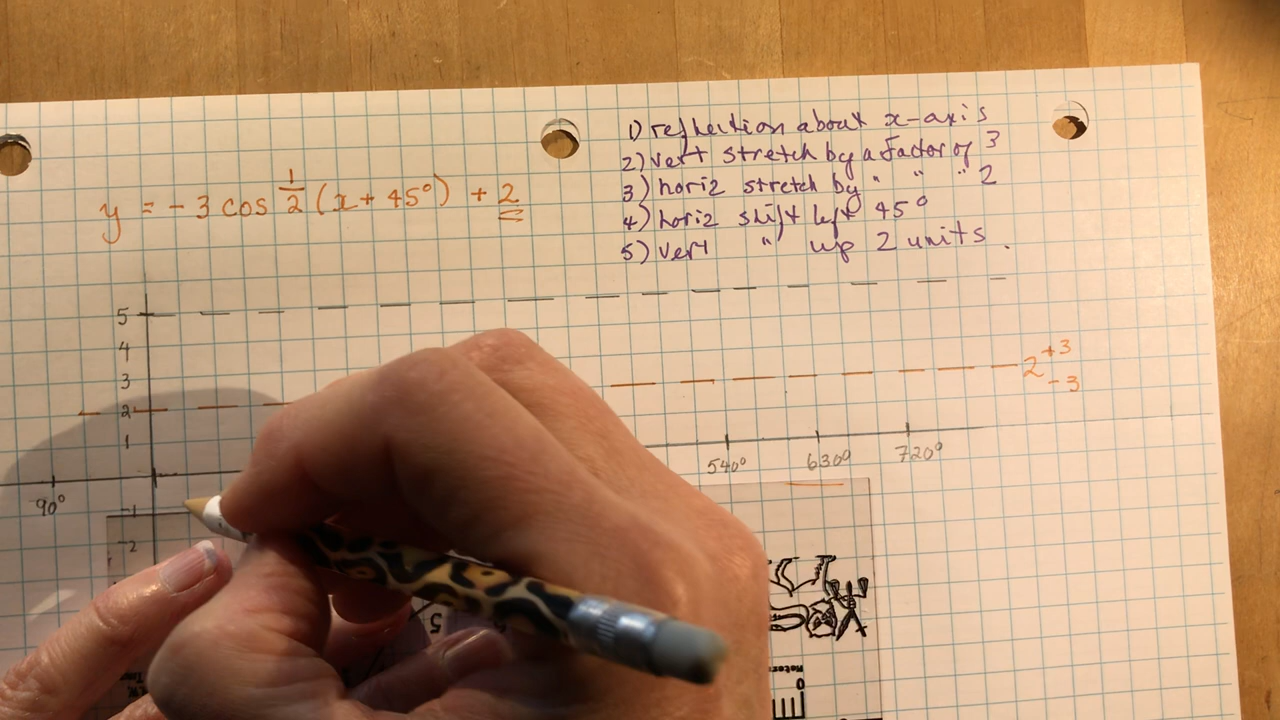 1) reflection about x-axis
2) vert stretch by a factor of 3
3) horiz stretch by " " " 2
4) horiz shift left 45°
5) vert " up 2 units.
y = -3 cos 1/2 (x + 45°) + 2
5
4
3
2
1
2 +3
-3
-90°
540°
630°
720°
-1
-2
5
0